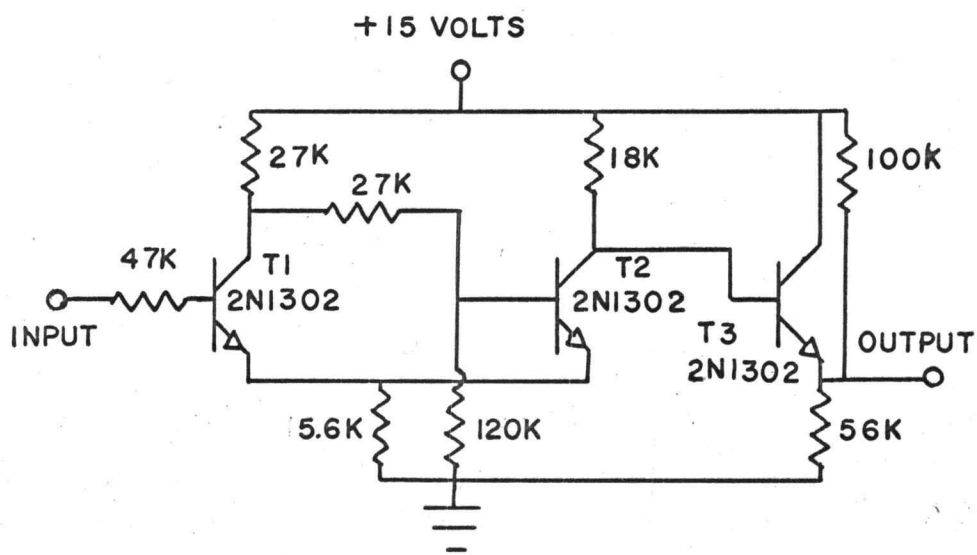 +15 VOLTS
27K
27K
18K
100k
47K
T1
2N1302
T2
2N1302
INPUT
T3
2N1302
OUTPUT
5.6K
120K
56K